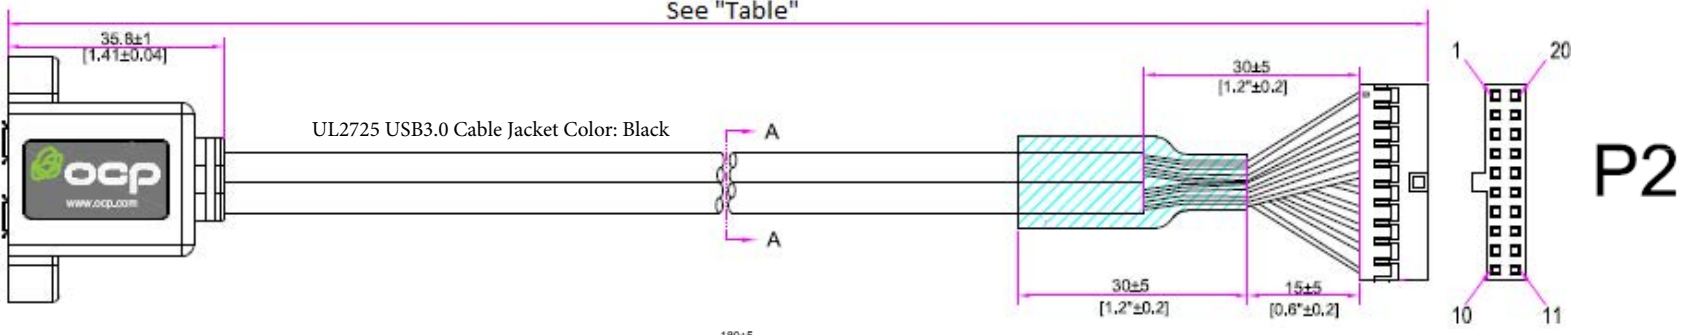 See "Table"
35.8±1
[1.41±0.04]
30±5
[1.2"±0.2]
1
20
UL2725 USB3.0 Cable Jacket Color: Black
A
ocp
www.ocp.com
P2
A
30±5
[1.2"±0.2]
15±5
[0.6"±0.2]
10
11